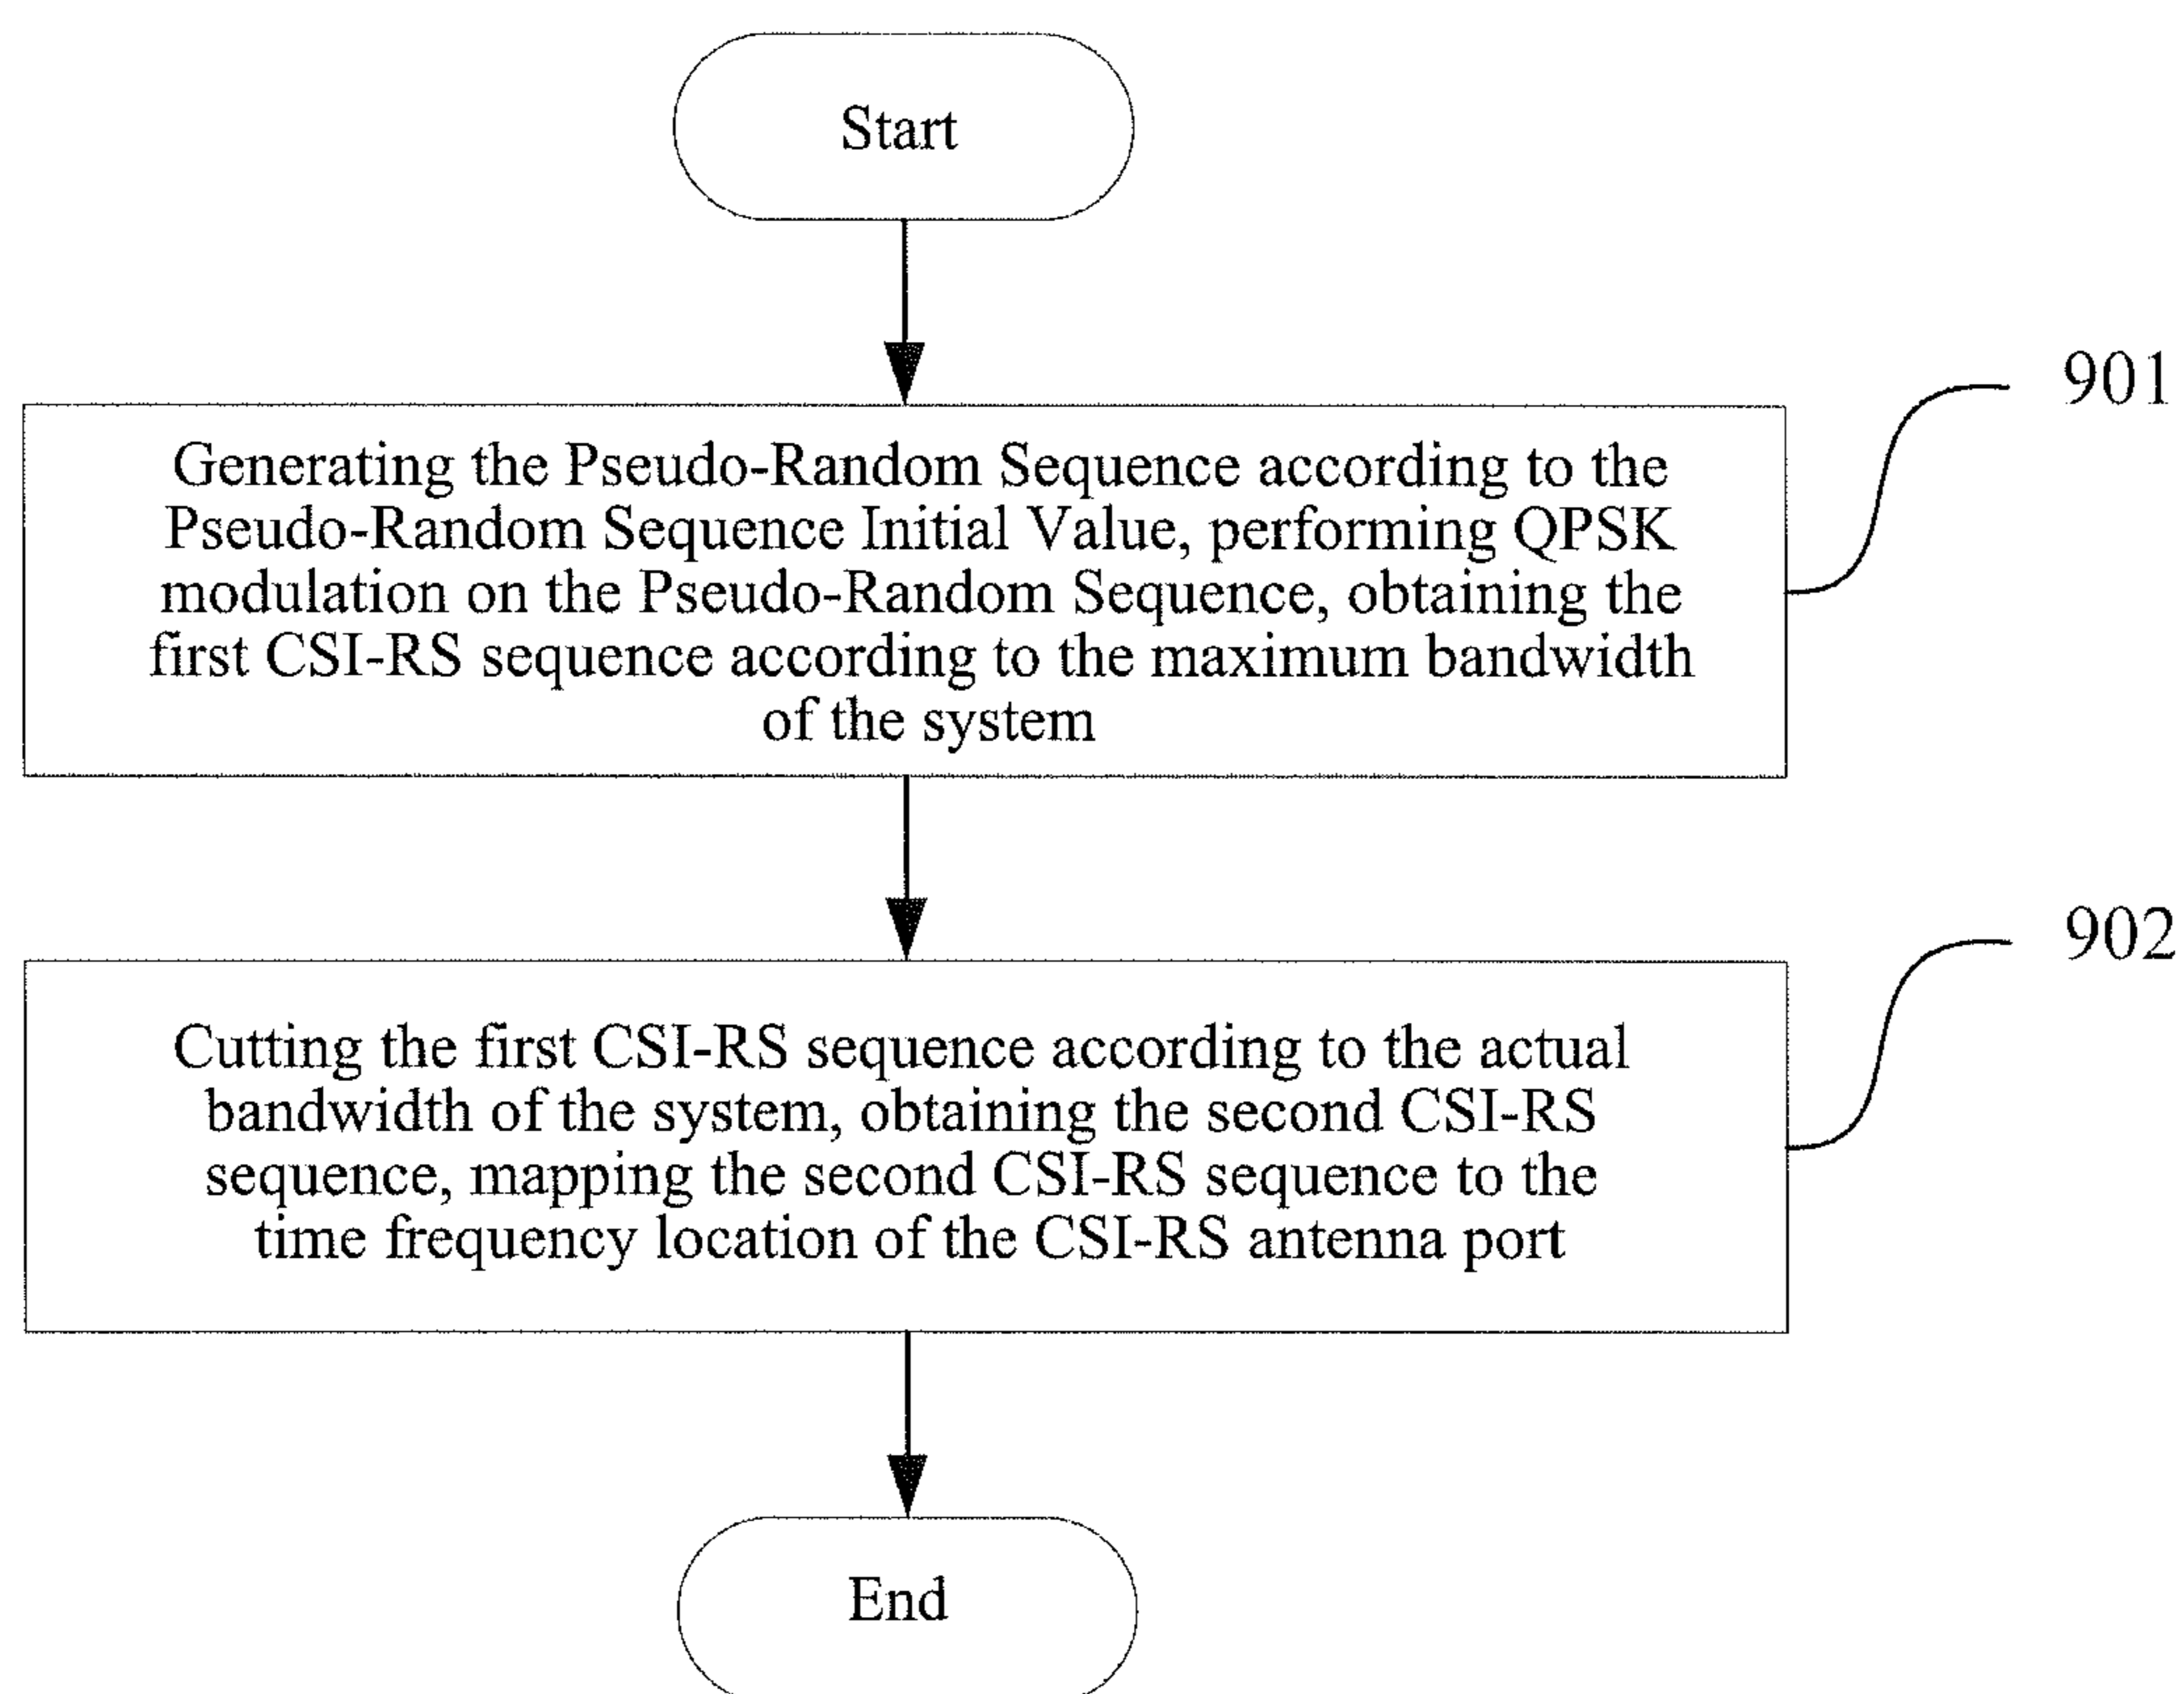 Start
901
Generating the Pseudo-Random Sequence according to the
Pseudo-Random Sequence Initial Value, performing QPSK
modulation on the Pseudo-Random Sequence, obtaining the
first CSI-RS sequence according to the maximum bandwidth
of the system
902
Cutting the first CSI-RS sequence according to the actual
bandwidth of the system, obtaining the second CSI-RS
sequence, mapping the second CSI-RS sequence to the
time frequency location of the CSI-RS antenna port
End